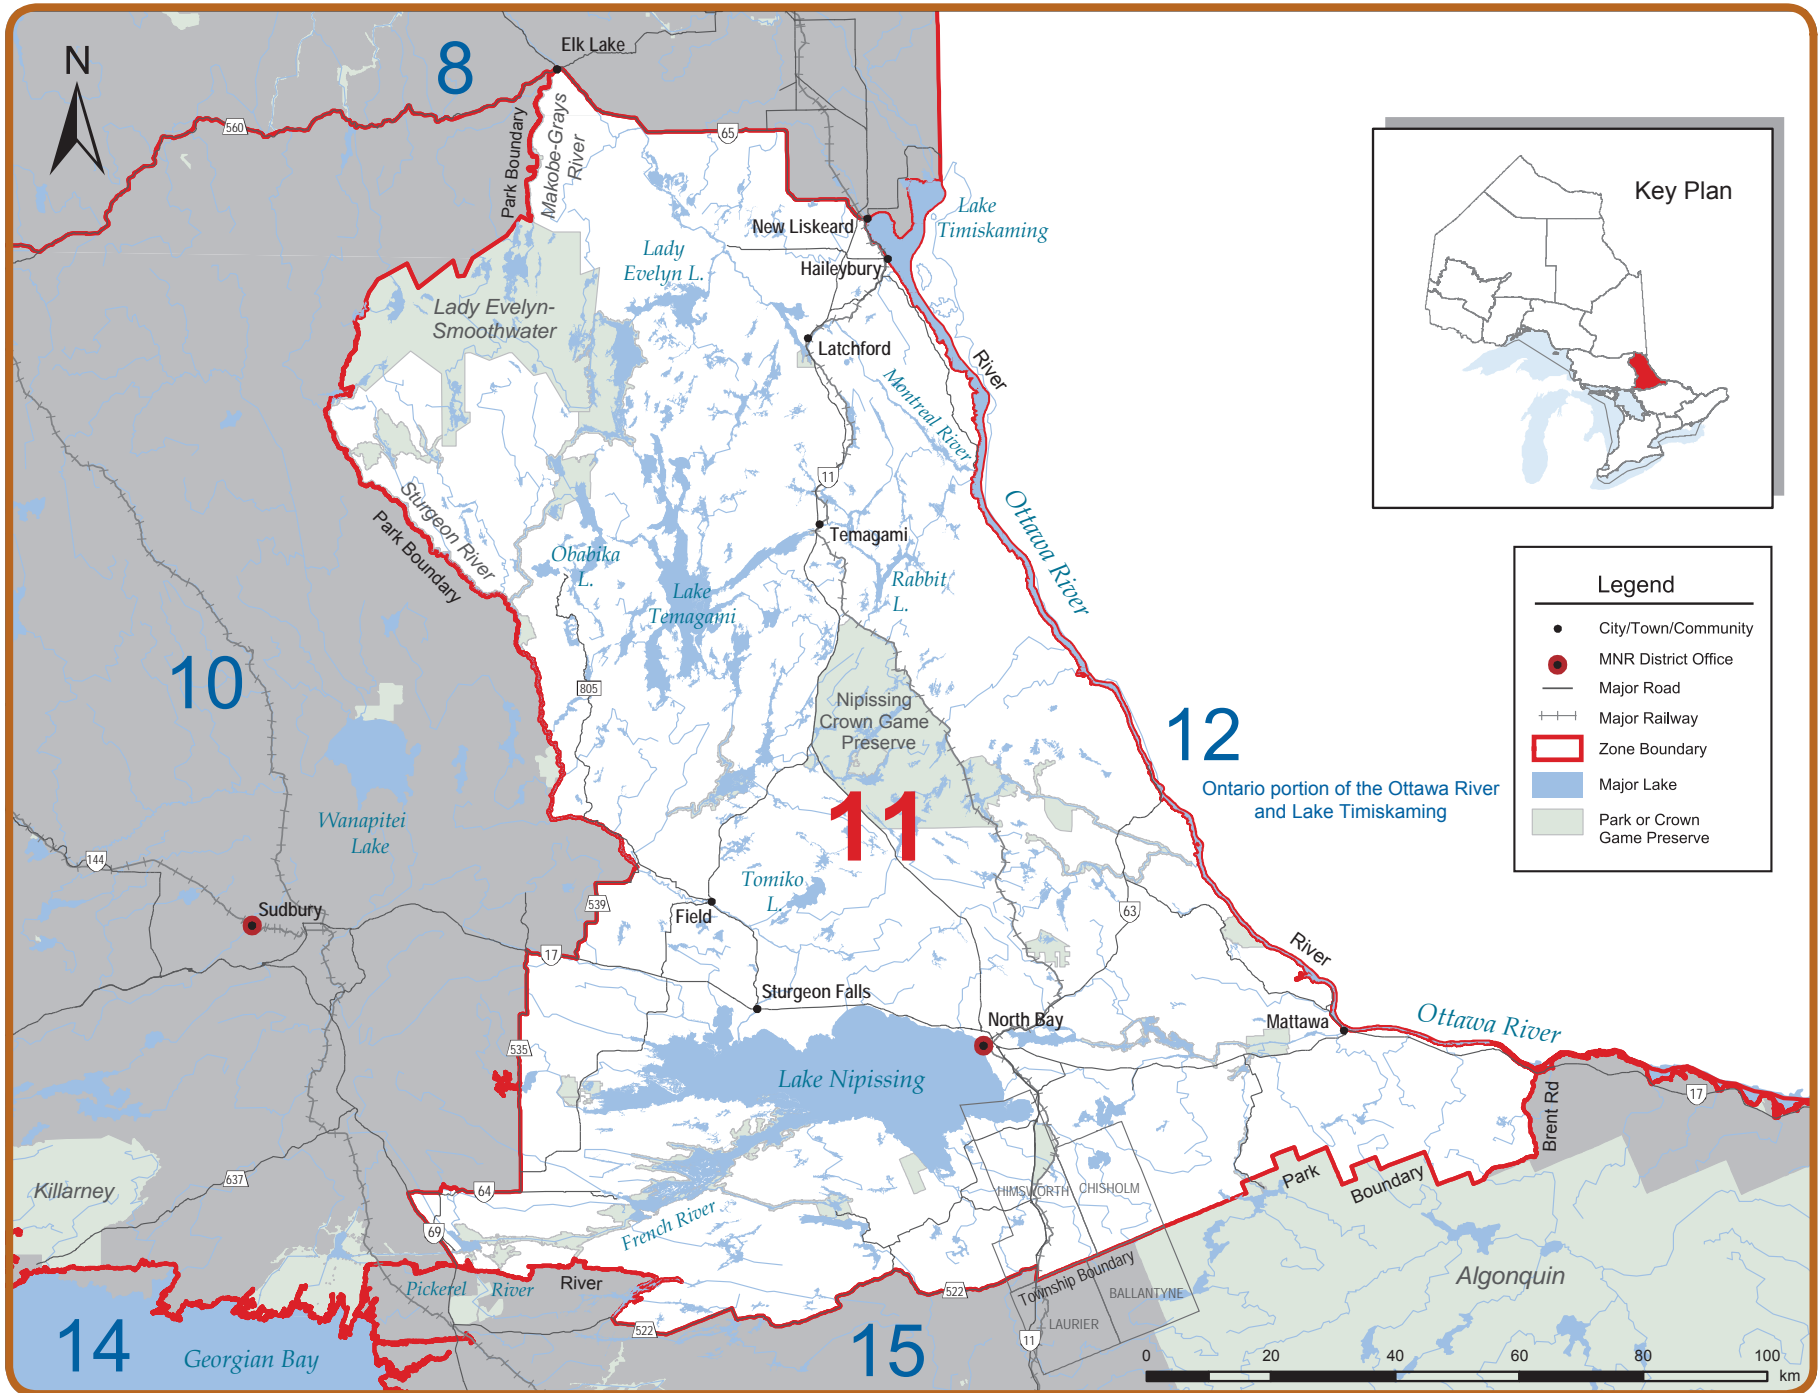 N
8
Elk Lake
560
65
Park Boundary
Makobe-Grays
River
New Liskeard
Lake
Timiskaming
Haileybury
Lady
Evelyn L.
Lady Evelyn-
Smoothwater
Latchford
Montreal River
River
11
Sturgeon River
Park Boundary
Temagami
Ottawa River
Obabika
L.
Rabbit
L.
Lake
Temagami
10
805
Nipissing
Crown Game
Preserve
12
Ontario portion of the Ottawa River
and Lake Timiskaming
11
Wanapitei
Lake
144
Tomiko
L.
Sudbury
539
Field
63
17
River
Sturgeon Falls
North Bay
Mattawa
Ottawa River
535
Lake Nipissing
Brent Rd
17
Killarney
637
64
HIMSWORTH
CHISHOLM
Park
Boundary
69
French River
Pickerel
River
River
522
Township Boundary
BALLANTYNE
Algonquin
522
LAURIER
11
14
Georgian Bay
15
0
20
40
60
80
100
km
Key Plan
Legend
City/Town/Community
MNR District Office
Major Road
Major Railway
Zone Boundary
Major Lake
Park or Crown
Game Preserve